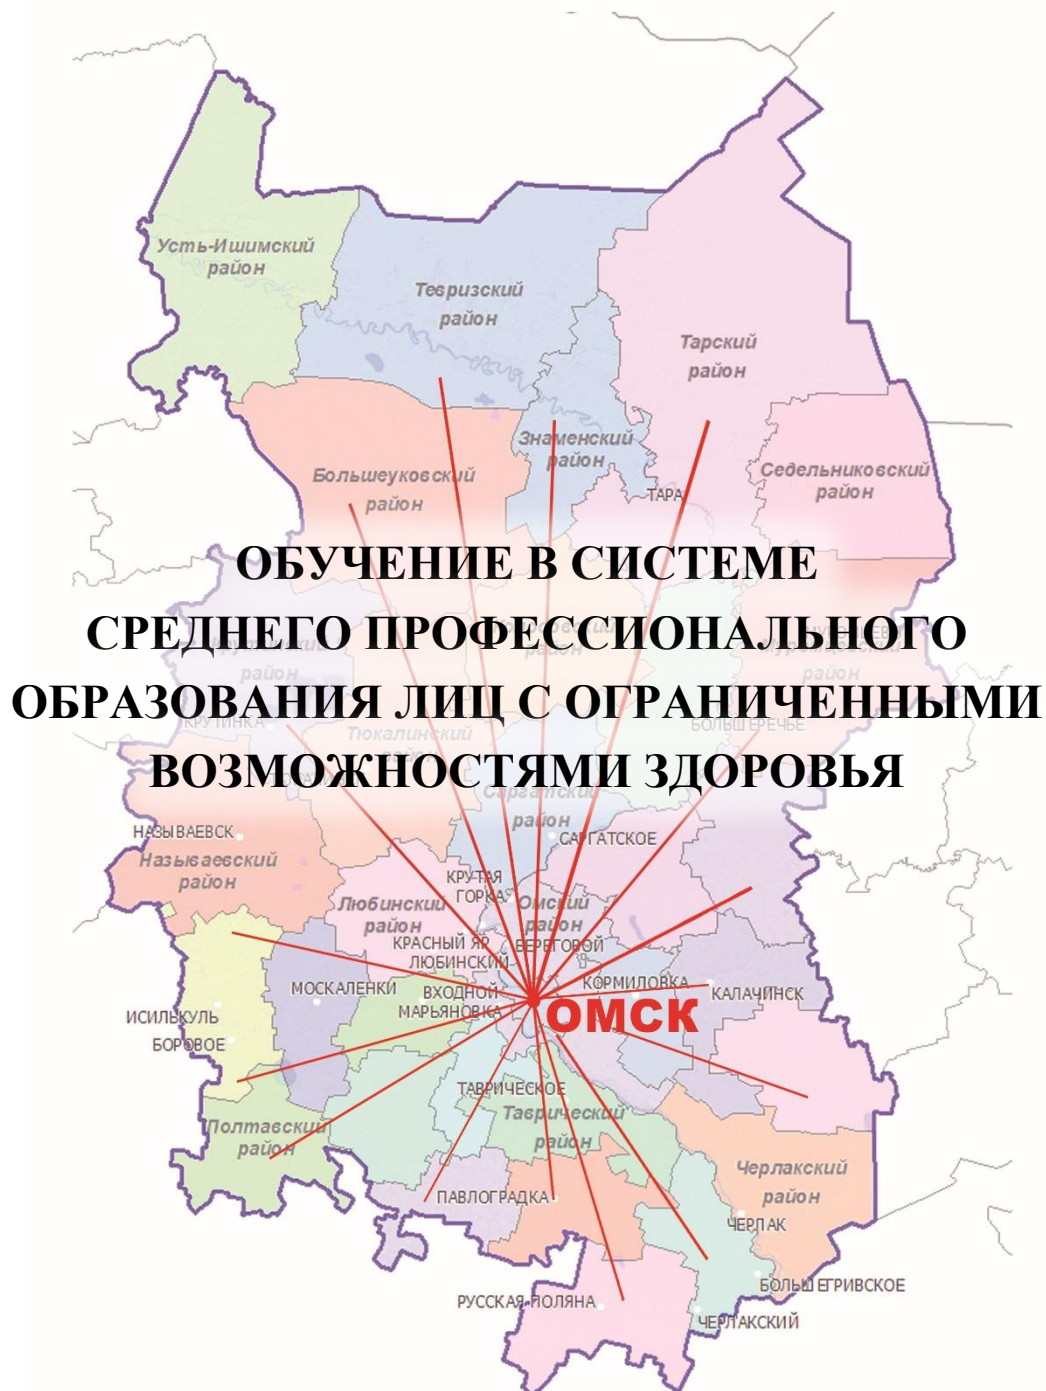 Усть-Ишимский
район
Тевризский
район
Тарский
район
Знаменский
район
Большеуковский
район
Седельниковский
район
ТАРА
ОБУЧЕНИЕ В СИСТЕМЕ
СРЕДНЕГО ПРОФЕССИОНАЛЬНОГО
ОБРАЗОВАНИЯ ЛИЦ С ОГРАНИЧЕННЫМИ
ВОЗМОЖНОСТЯМИ ЗДОРОВЬЯ
район
район
район
КРУТИНКА
БОЛЬШЕРЕЧЬЕ
Тюкалинский
район
Саргатский
район
НАЗЫВАЕВСК
САРГАТСКОЕ
Называевский
район
КРУТАЯ
ГОРКА
Любинский
район
Омский
район
КРАСНЫЙ ЯР
БЕРЕГОВОЙ
ЛЮБИНСКИЙ
МОСКАЛЕНКИ
ВХОДНОЙ
КОРМИЛОВКА
КАЛАЧИНСК
МАРЬЯНОВКА
ОМСК
ИСИЛЬКУЛЬ
БОРОВОЕ
ТАВРИЧЕСКОЕ
Таврический
район
Полтавский
район
Черлакский
район
ПАВЛОГРАДКА
ЧЕРЛАК
БОЛЬШЕГРИВСКОЕ
РУССКАЯ ПОЛЯНА
ЧЕРЛАКСКИЙ